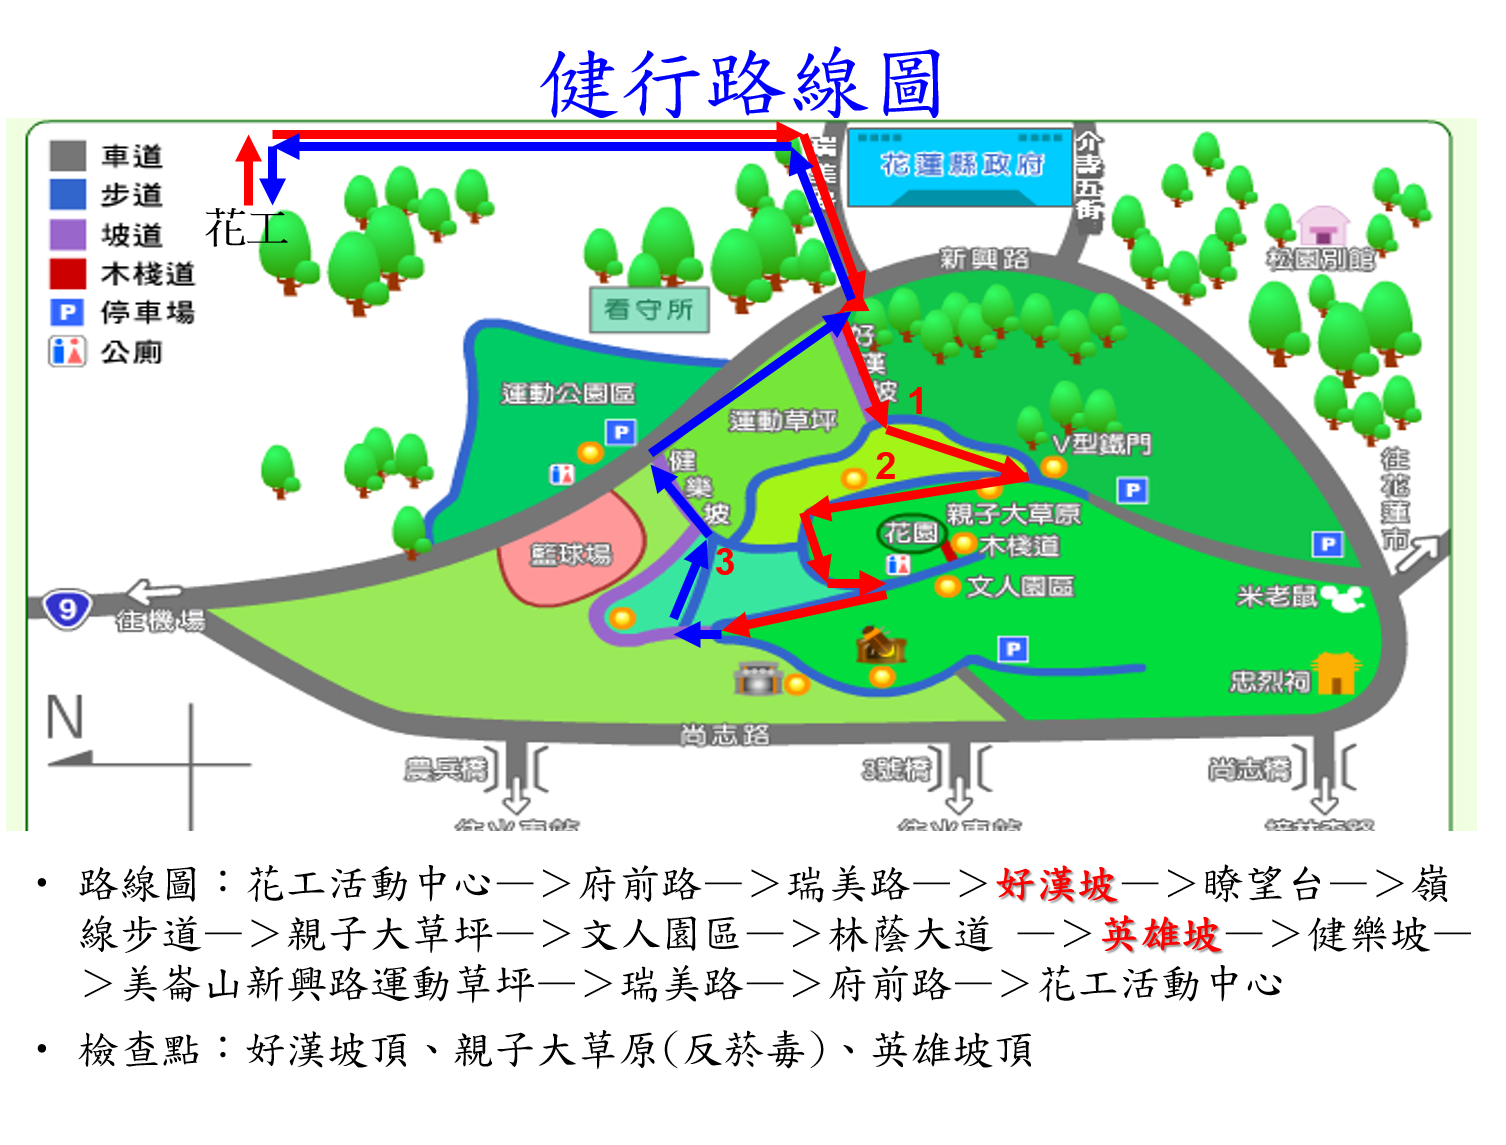 健行路線圖
車道
步道
坡道
木棧道
P 停車場
公廁
花工
花蓮縣政府
介壽五街
新興路
松園別館
看守所
好漢坡
1
運動公園區
P
運動草坪
V型鐵門
2
健樂坡
P
親子大草原
往花蓮市
花園
木棧道
P
籃球場
3
文人園區
米老鼠
9
往機場
P
忠烈祠
N
尚志路
農兵橋
3號橋
尚志橋
• 路線圖：花工活動中心—＞府前路—＞瑞美路—＞好漢坡—＞瞭望台—＞嶺
線步道—＞親子大草坪—＞文人園區—＞林蔭大道 —＞英雄坡—＞健樂坡—
＞美崙山新興路運動草坪—＞瑞美路—＞府前路—＞花工活動中心
• 檢查點：好漢坡頂、親子大草原(反菸毒)、英雄坡頂